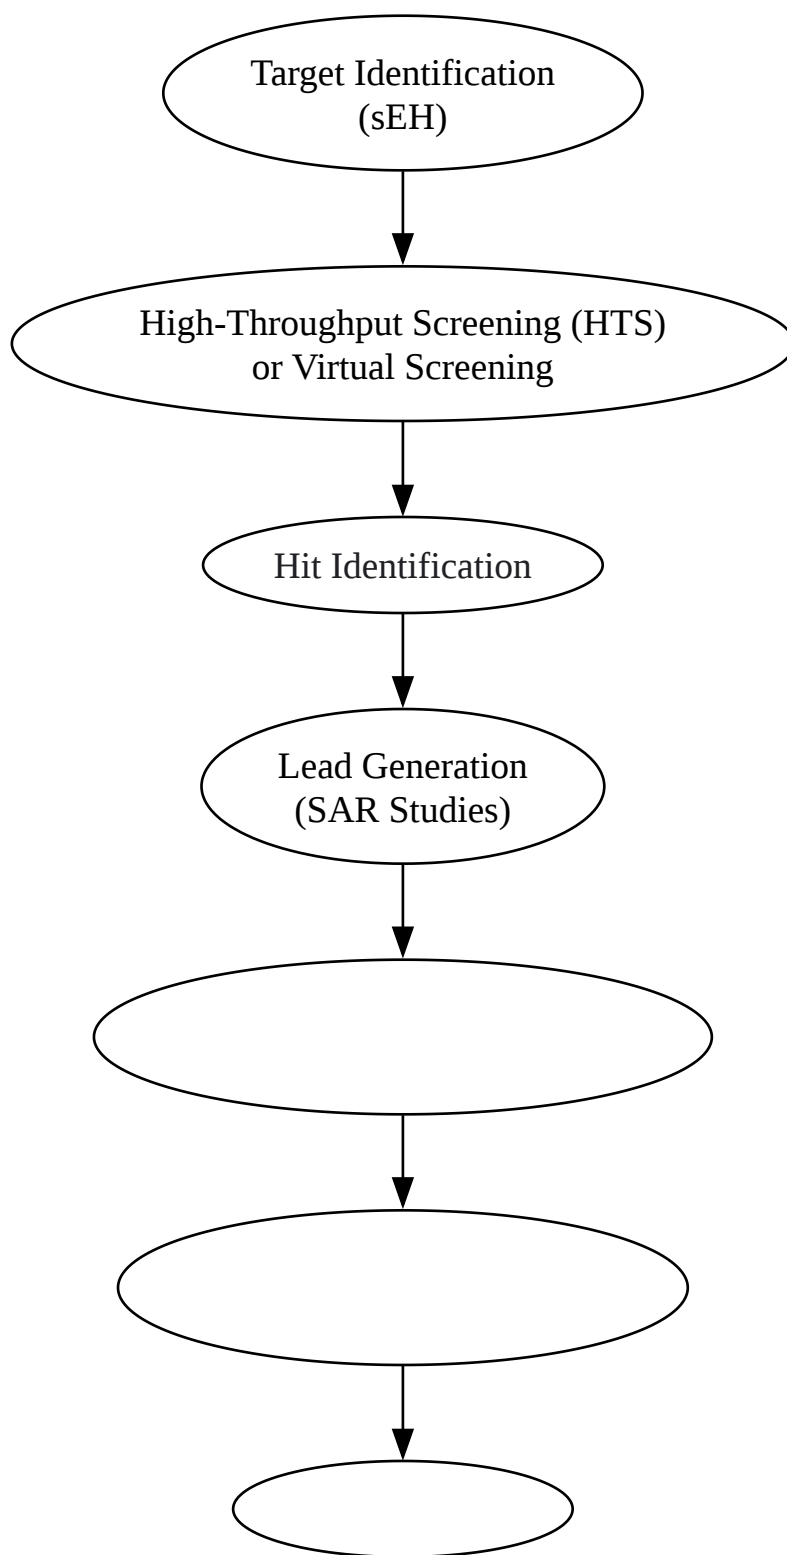 Target Identification
(sEH)
High-Throughput Screening (HTS)
or Virtual Screening
Hit Identification
Lead Generation
(SAR Studies)